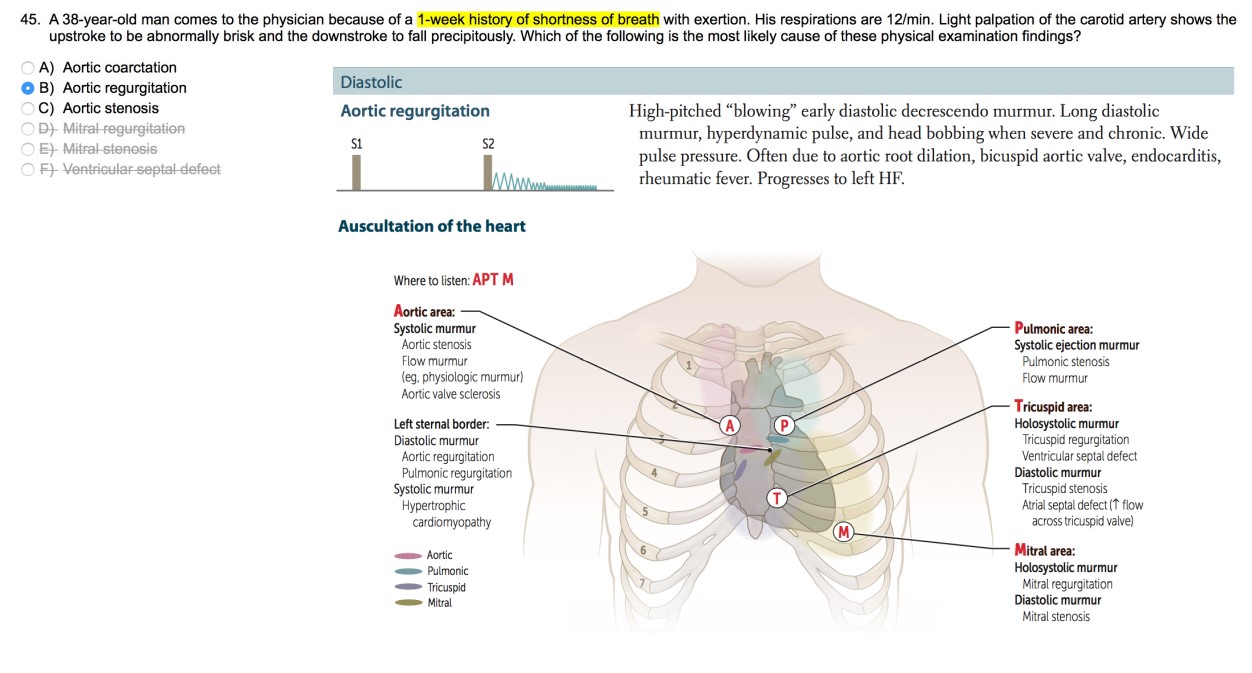 45. A 38-year-old man comes to the physician because of a 1-week history of shortness of breath with exertion. His respirations are 12/min. Light palpation of the carotid artery shows the
upstroke to be abnormally brisk and the downstroke to fall precipitously. Which of the following is the most likely cause of these physical examination findings?
A) Aortic coarctation
B) Aortic regurgitation
C) Aortic stenosis
D) Mitral regurgitation
E) Mitral stenosis
F) Ventricular septal defect
Diastolic
Aortic regurgitation
S1 S2
High-pitched “blowing” early diastolic decrescendo murmur. Long diastolic
murmur, hyperdynamic pulse, and head bobbing when severe and chronic. Wide
pulse pressure. Often due to aortic root dilation, bicuspid aortic valve, endocarditis,
rheumatic fever. Progresses to left HF.
Auscultation of the heart
Where to listen: APT M
Aortic area:
Systolic murmur
Aortic stenosis
Flow murmur
(eg, physiologic murmur)
Aortic valve sclerosis
Left sternal border:
Diastolic murmur
Aortic regurgitation
Pulmonic regurgitation
Systolic murmur
Hypertrophic
cardiomyopathy
Aortic
Pulmonic
Tricuspid
Mitral
1
2
3
4
5
6
7
A
P
T
M
Pulmonic area:
Systolic ejection murmur
Pulmonic stenosis
Flow murmur
Tricuspid area:
Holosystolic murmur
Tricuspid regurgitation
Ventricular septal defect
Diastolic murmur
Tricuspid stenosis
Atrial septal defect (↑ flow
across tricuspid valve)
Mitral area:
Holosystolic murmur
Mitral regurgitation
Diastolic murmur
Mitral stenosis